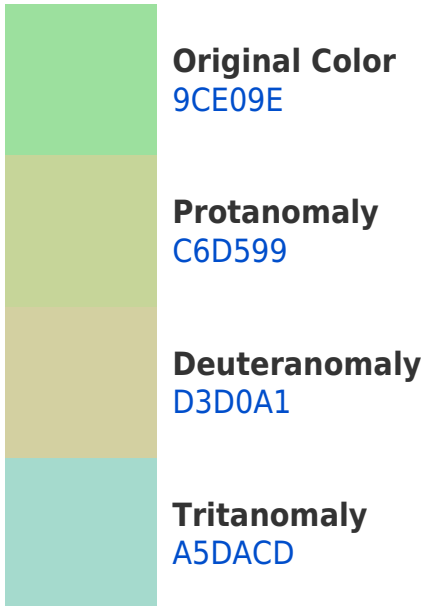 Original Color
9CE09E
Protanomaly
C6D599
Deuteranomaly
D3D0A1
Tritanomaly
A5DACD